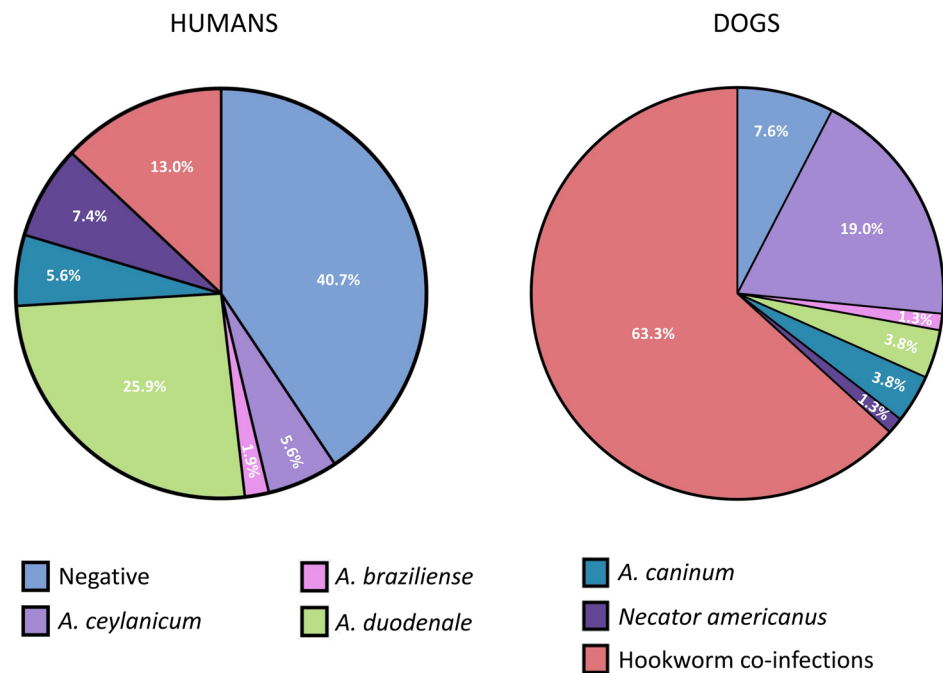 HUMANS
DOGS
13.0%
7.4%
5.6%
40.7%
25.9%
1.9%
5.6%
7.6%
19.0%
1.3%
3.8%
3.8%
1.3%
63.3%
Negative
A. ceylanicum
A. braziliense
A. duodenale
A. caninum
Necator americanus
Hookworm co-infections